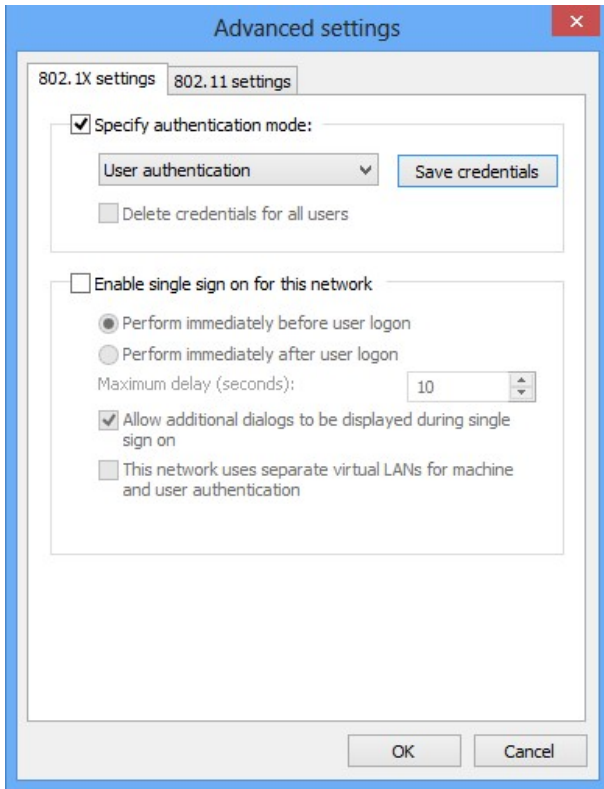 Advanced settings
802.1X settings
802.11 settings
Specify authentication mode:
User authentication
Save credentials
Delete credentials for all users
Enable single sign on for this network
Perform immediately before user logon
Perform immediately after user logon
Maximum delay (seconds):
10
Allow additional dialogs to be displayed during single
sign on
This network uses separate virtual LANs for machine
and user authentication
OK
Cancel